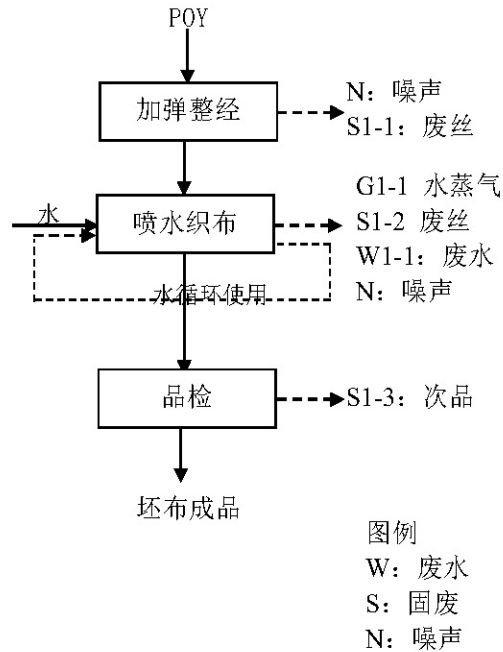 POY
加弹整经
N：噪声
S1-1：废丝
水
喷水织布
G1-1 水蒸气
S1-2 废丝
W1-1：废水
N：噪声
水循环使用
品检
S1-3：次品
坯布成品
图例
W：废水
S：固废
N：噪声